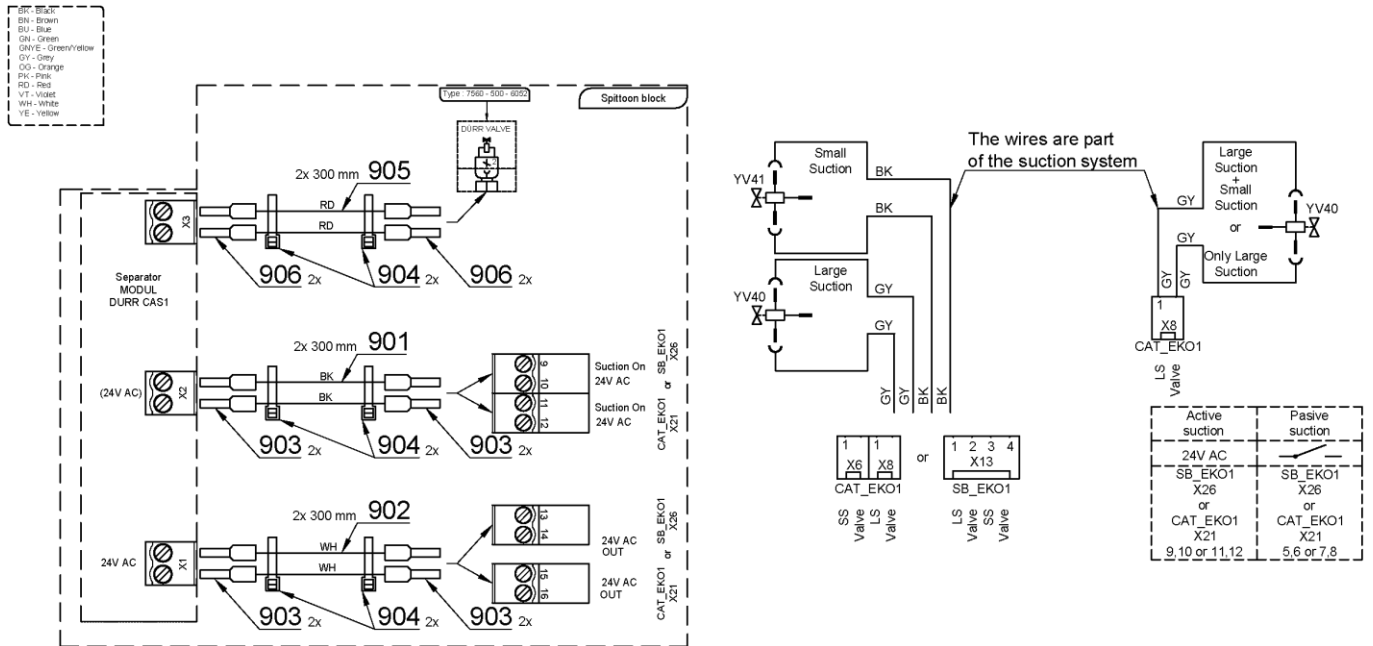 BK - Black
BN - Brown
BU - Blue
GN - Green
GNYE - Green/Yellow
GY - Grey
OG - Orange
PK - Pink
RD - Red
VT - Violet
WH - White
YE - Yellow
Type : 7560 - 500 - 6052
Spittoon block
DÜRR VALVE
2
2x 300 mm 905
RD
RD
X3
906 2x
904 2x
906 2x
Separator
MODUL
DURR CAS1
2x 300 mm 901
BK
BK
(24V AC)
X2
903 2x
904 2x
903 2x
9
10
11
12
Suction On
24V AC
Suction On
24V AC
CAT_EKO1 or SB_EKO1
X21 X26
2x 300 mm 902
WH
WH
24V AC
X1
903 2x
904 2x
903 2x
13
14
15
16
24V AC
OUT
24V AC
OUT
CAT_EKO1 or SB_EKO1
X21 X26
Small
Suction
YV41
BK
BK
Large
Suction
YV40
GY
GY
GY
GY
BK
BK
The wires are part
of the suction system
1
1
X6
X8
CAT_EKO1
SS
Valve
LS
Valve
or
1 2 3 4
X13
SB_EKO1
LS
Valve
SS
Valve
Large
Suction
+
Small
Suction
or
Only Large
Suction
YV40
GY
GY
GY
GY
1
X8
CAT_EKO1
LS
Valve
Active
suction
Pasive
suction
24V AC
SB_EKO1
X26
or
CAT_EKO1
X21
9,10 or 11,12
SB_EKO1
X26
or
CAT_EKO1
X21
5,6 or 7,8